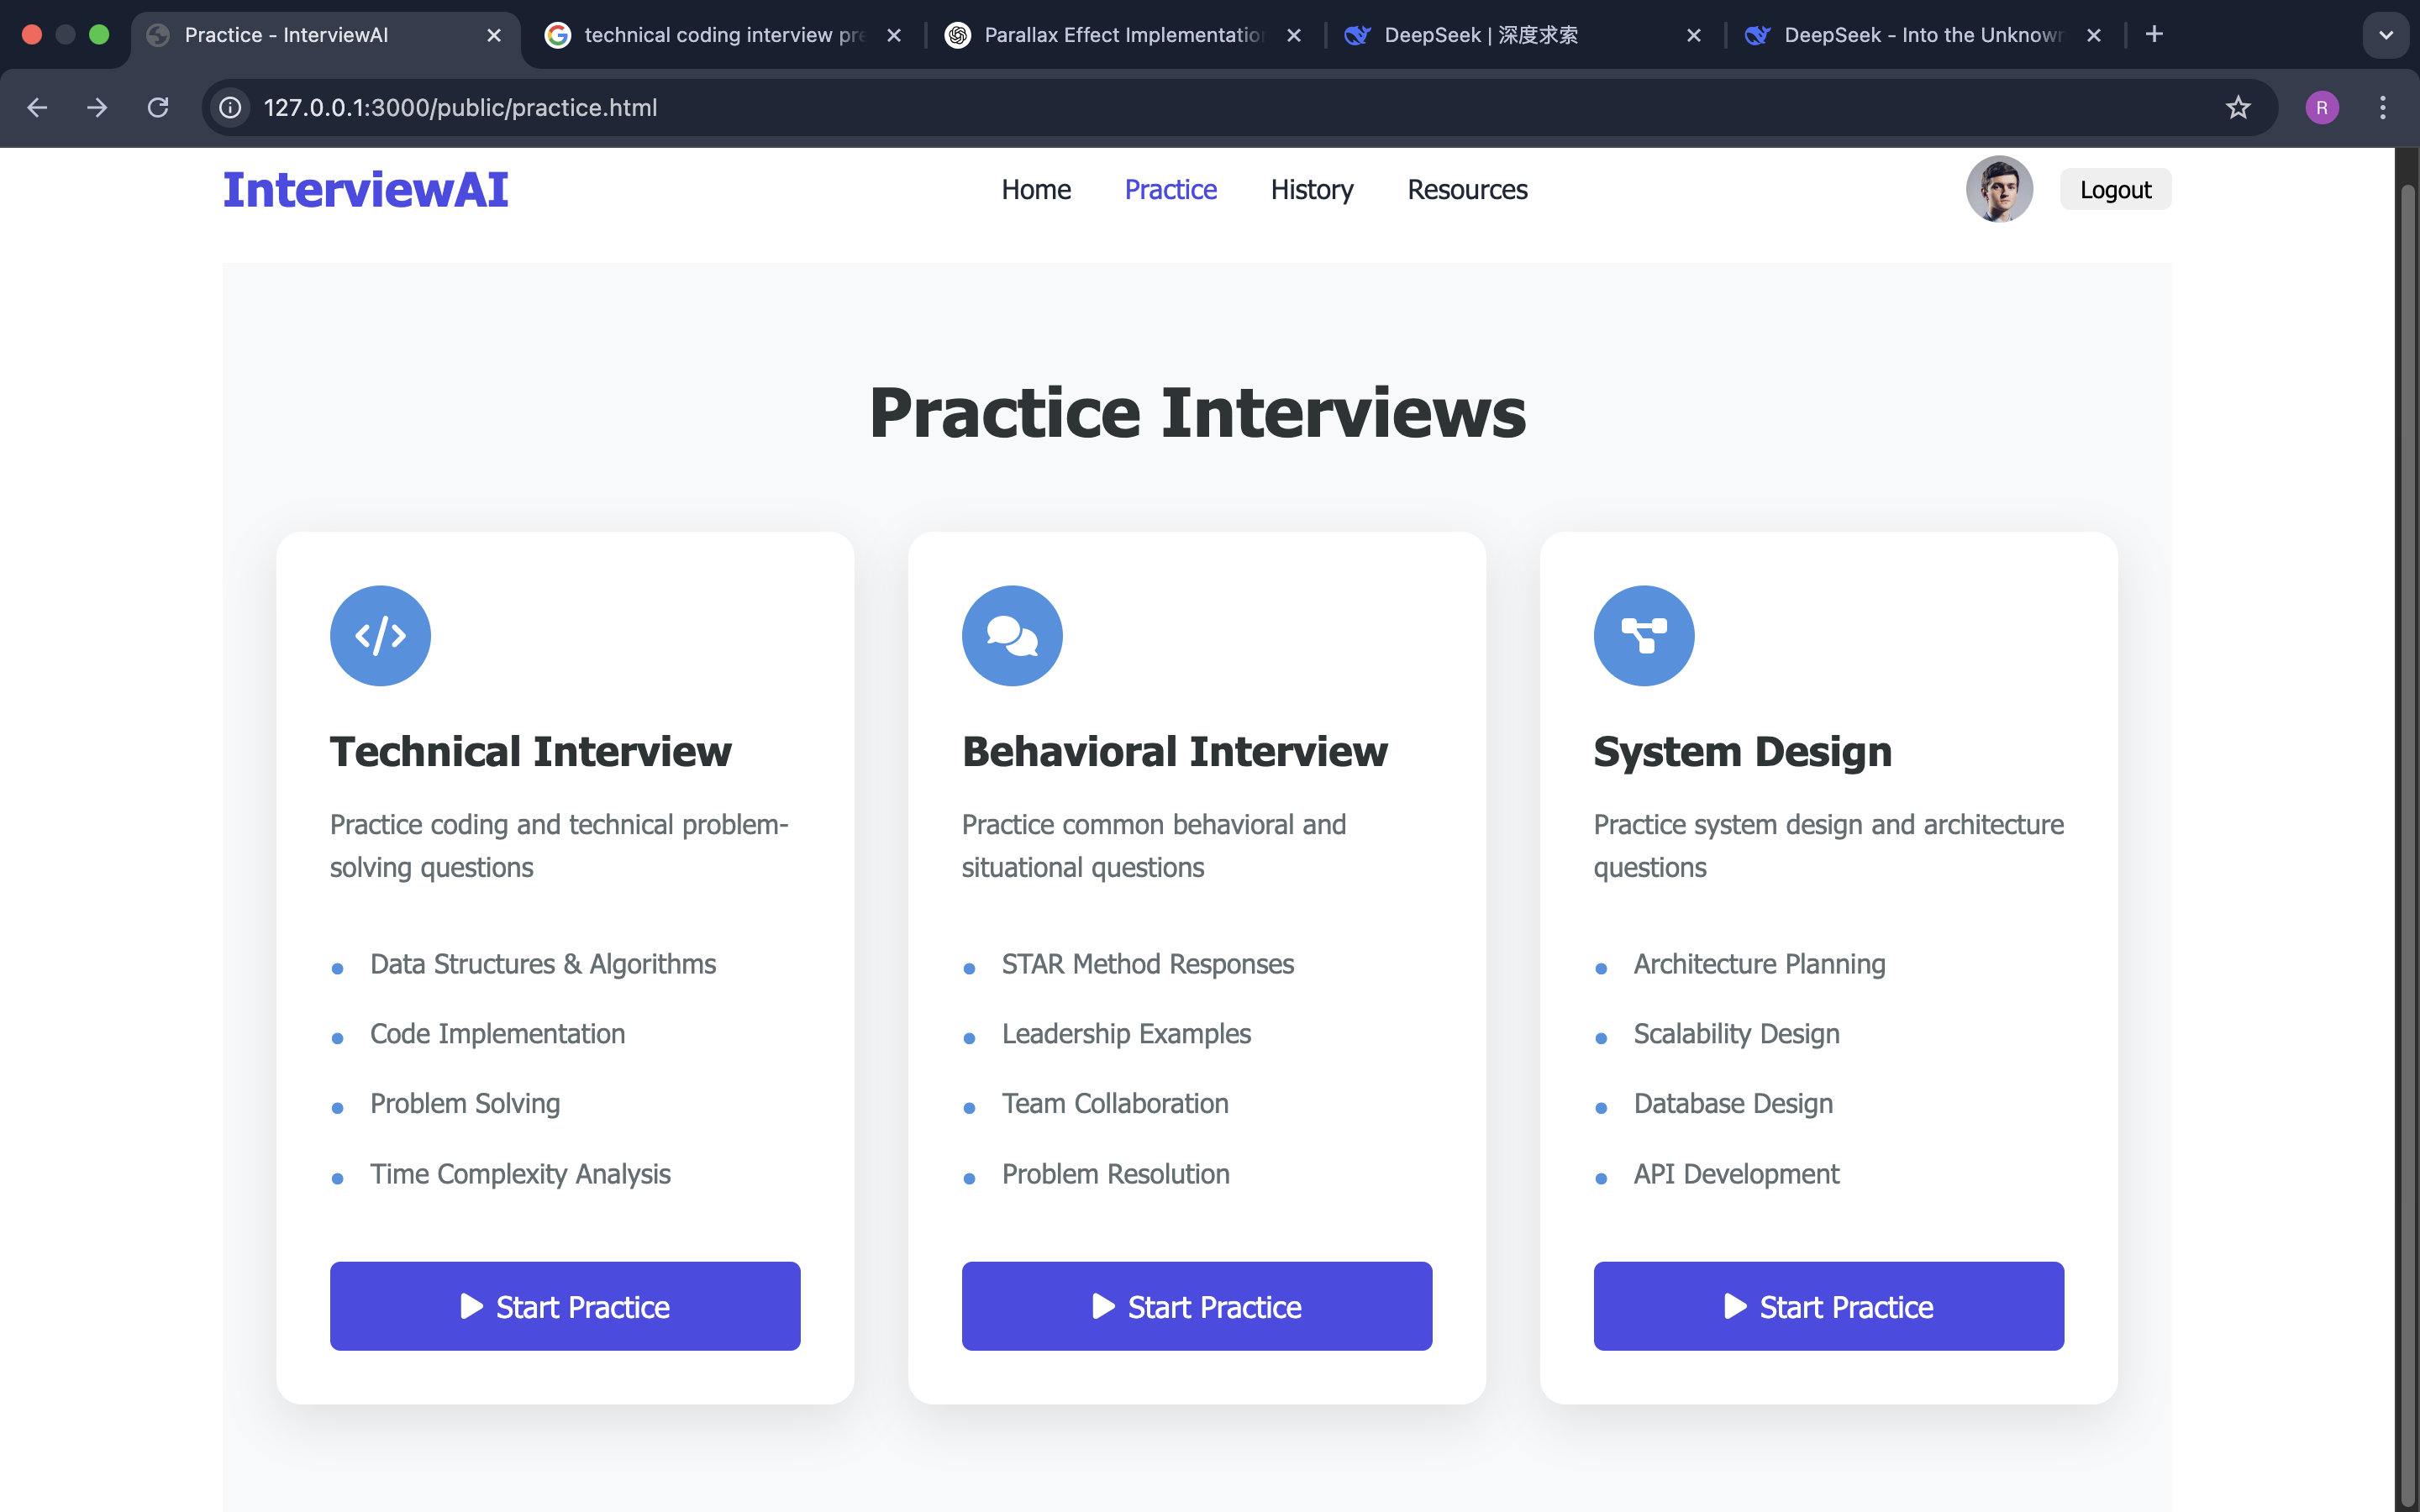 Practice - InterviewAI
technical coding interview pre
Parallax Effect Implementation
DeepSeek | 深度求索
DeepSeek - Into the Unknown
127.0.0.1:3000/public/practice.html
R
InterviewAI
Home
Practice
History
Resources
Logout
Practice Interviews
Technical Interview
Practice coding and technical problem-
solving questions
Data Structures & Algorithms
Code Implementation
Problem Solving
Time Complexity Analysis
Start Practice
Behavioral Interview
Practice common behavioral and
situational questions
STAR Method Responses
Leadership Examples
Team Collaboration
Problem Resolution
Start Practice
System Design
Practice system design and architecture
questions
Architecture Planning
Scalability Design
Database Design
API Development
Start Practice